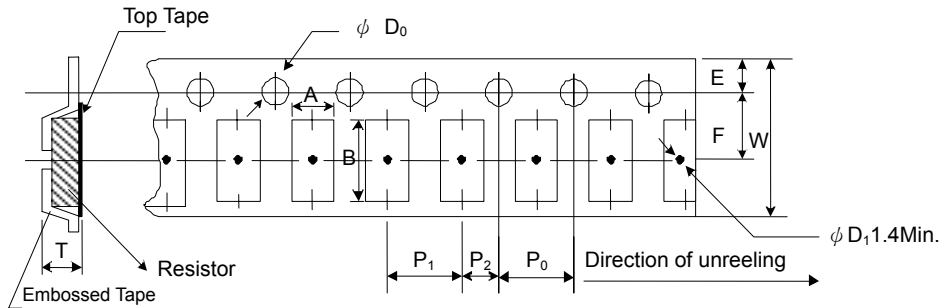 Top Tape
ψ D₀
E
A
F
W
B
ψ D₁ 1.4Min.
T
Resistor
P₁
P₂
P₀
Direction of unreeling
Embossed Tape